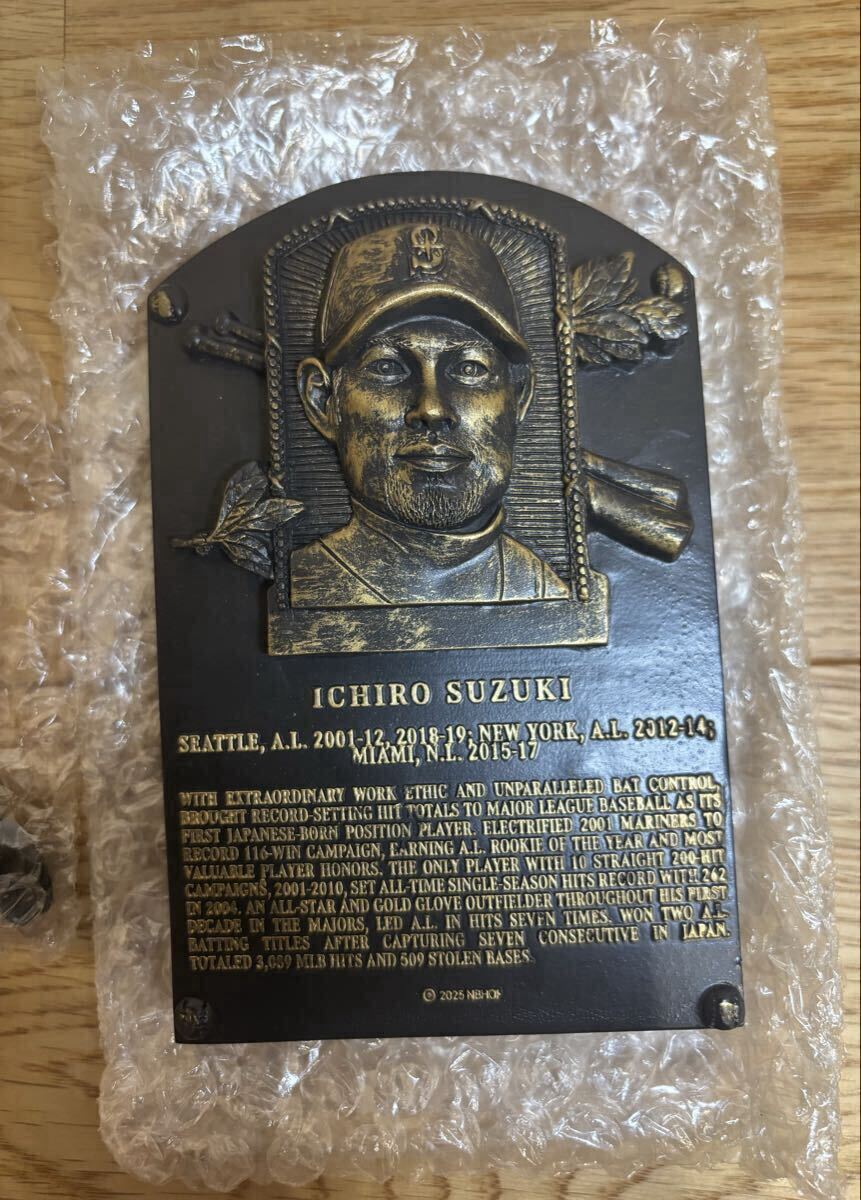 S
ICHIRO SUZUKI
SEATTLE, A.L. 2001-12, 2018-19; NEW YORK, A.L. 2012-14;
MIAMI, N.L. 2015-17
WITH EXTRAORDINARY WORK ETHIC AND UNPARALLELED BAT CONTROL,
BROUGHT RECORD-SETTING HIT TOTALS TO MAJOR LEAGUE BASEBALL AS ITS
FIRST JAPANESE-BORN POSITION PLAYER. ELECTRIFIED 2001 MARINERS TO
RECORD 116-WIN CAMPAIGN, EARNING A.L. ROOKIE OF THE YEAR AND MOST
VALUABLE PLAYER HONORS. THE ONLY PLAYER WITH 10 STRAIGHT 200-HIT
CAMPAIGNS, 2001-2010, SET ALL-TIME SINGLE-SEASON HITS RECORD WITH 262
IN 2004. AN ALL-STAR AND GOLD GLOVE OUTFIELDER THROUGHOUT HIS FIRST
DECADE IN THE MAJORS, LED A.L. IN HITS SEVEN TIMES. WON TWO A.L.
BATTING TITLES AFTER CAPTURING SEVEN CONSECUTIVE IN JAPAN.
TOTALED 3,089 MLB HITS AND 509 STOLEN BASES.
© 2025 NBHOF